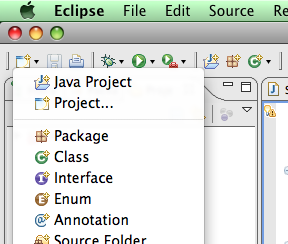 Eclipse File Edit Source R
Java Project
Project...
Package
Class
Interface
Enum
Annotation
Source Folder